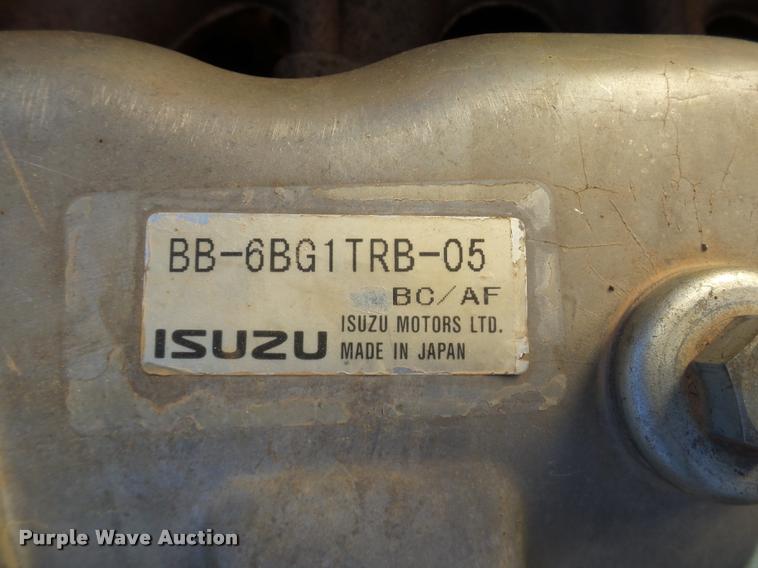 BB-6BG1TRB-05
BC/AF
ISUZU
ISUZU MOTORS LTD.
MADE IN JAPAN
Purple Wave Auction